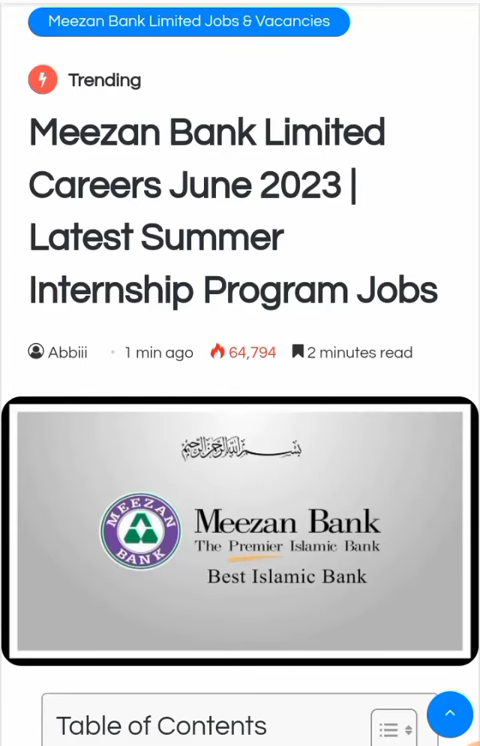 Meezan Bank Limited Jobs & Vacancies
Trending
Meezan Bank Limited
Careers June 2023 |
Latest Summer
Internship Program Jobs
Abbiii · 1 min ago 64,794 2 minutes read
بسم الله الرحمن الرحيم
MEEZAN BANK
Meezan Bank
The Premier Islamic Bank
Best Islamic Bank
Table of Contents